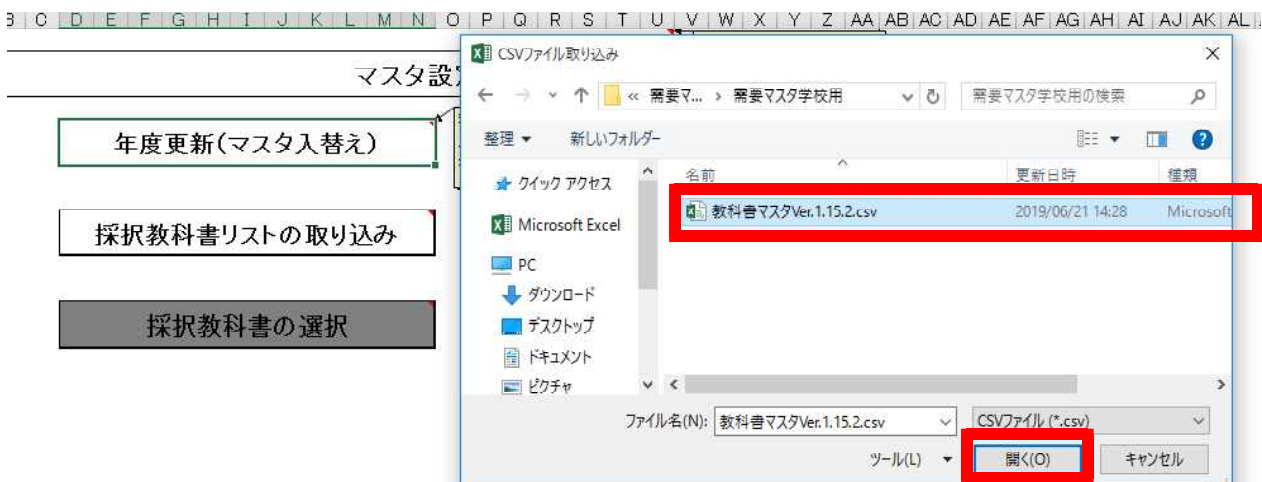 B C D E F G H I J K L M N O P Q R S T U V W X Y Z AA AB AC AD AE AF AG AH AI AJ AK AL
マスタ設定
年度更新(マスタ入替え)
採択教科書リストの取り込み
採択教科書の選択
CSVファイル取り込み
« 需要マ... › 需要マスタ学校用
需要マスタ学校用の検索
整理 新しいフォルダー
クイック アクセス
Microsoft Excel
PC
ダウンロード
デスクトップ
ドキュメント
ピクチャ
名前 更新日時 種類
教科書マスタVer.1.15.2.csv 2019/06/21 14:28 Microsoft
ファイル名(N): 教科書マスタVer.1.15.2.csv CSVファイル (*.csv)
ツール(L) 開く(O) キャンセル